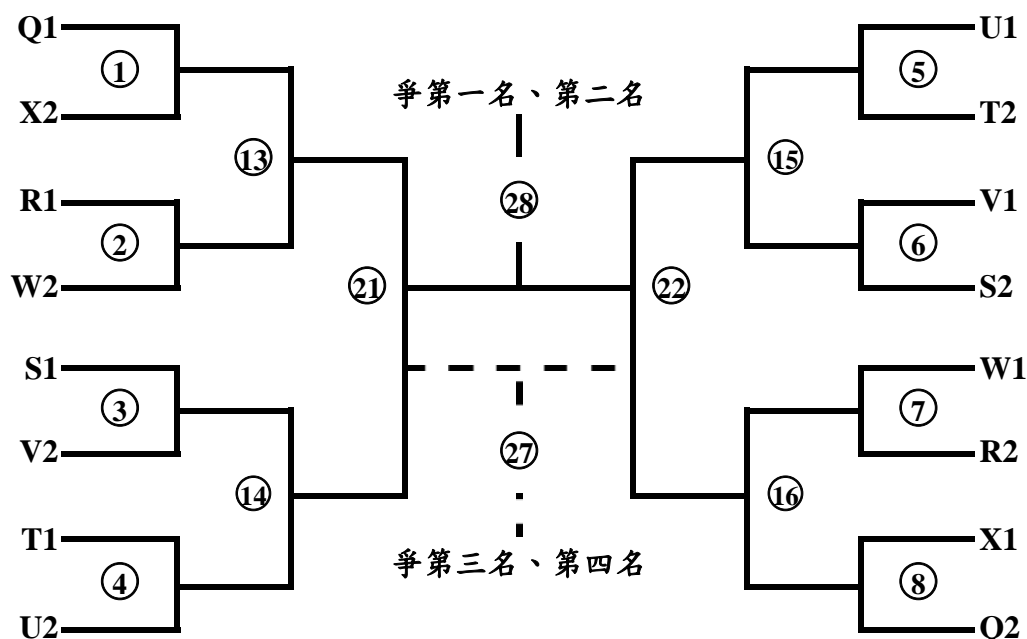 Q1
U1
①
⑤
爭第一名、第二名
X2
T2
⑬
⑮
R1
V1
㉘
②
⑥
W2
S2
㉑
㉒
S1
W1
③
⑦
V2
R2
㉗
⑭
⑯
T1
X1
爭第三名、第四名
④
⑧
U2
Q2